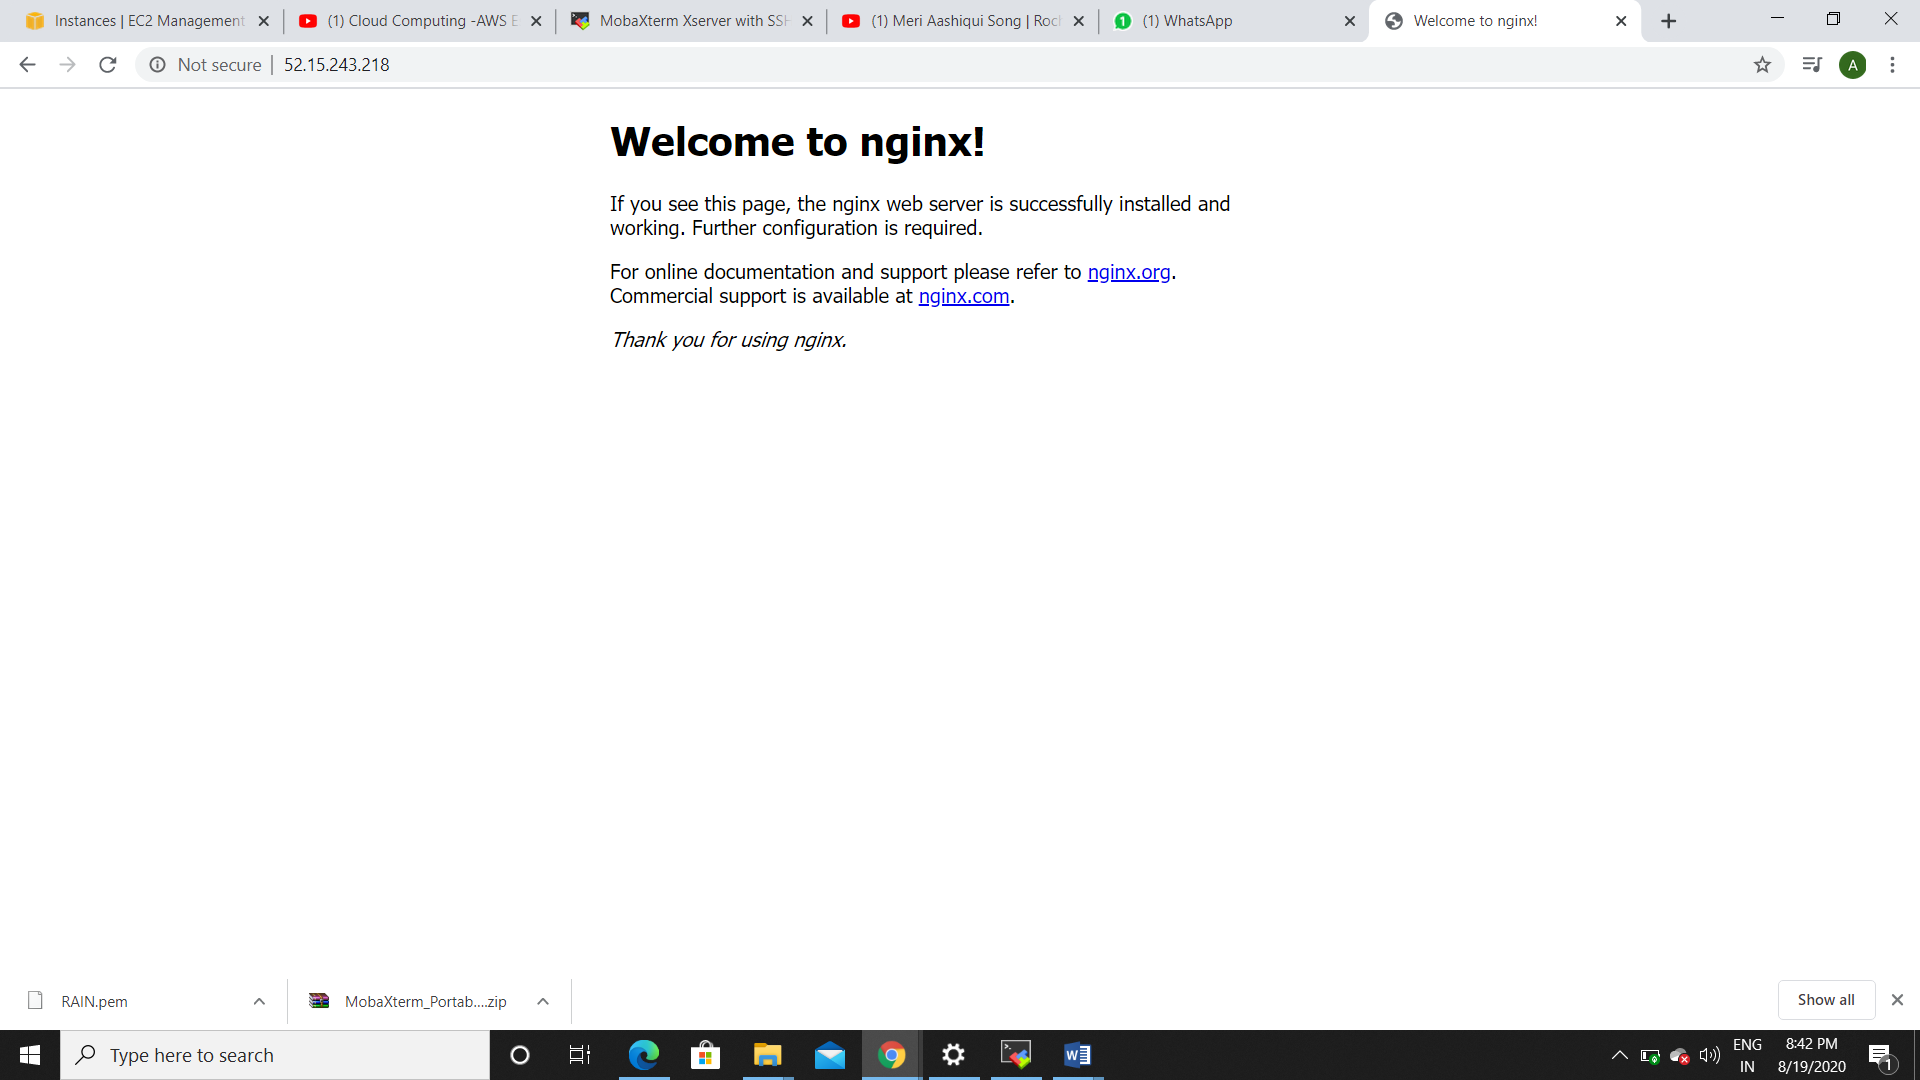 Instances | EC2 Management
(1) Cloud Computing -AWS E
MobaXterm Xserver with SSH
(1) Meri Aashiqui Song | Roc
(1) WhatsApp
Welcome to nginx!
Not secure | 52.15.243.218
A
Welcome to nginx!
If you see this page, the nginx web server is successfully installed and
working. Further configuration is required.
For online documentation and support please refer to nginx.org.
Commercial support is available at nginx.com.
Thank you for using nginx.
RAIN.pem
MobaXterm_Portab....zip
Show all
Type here to search
ENG
IN
8:42 PM
8/19/2020
1